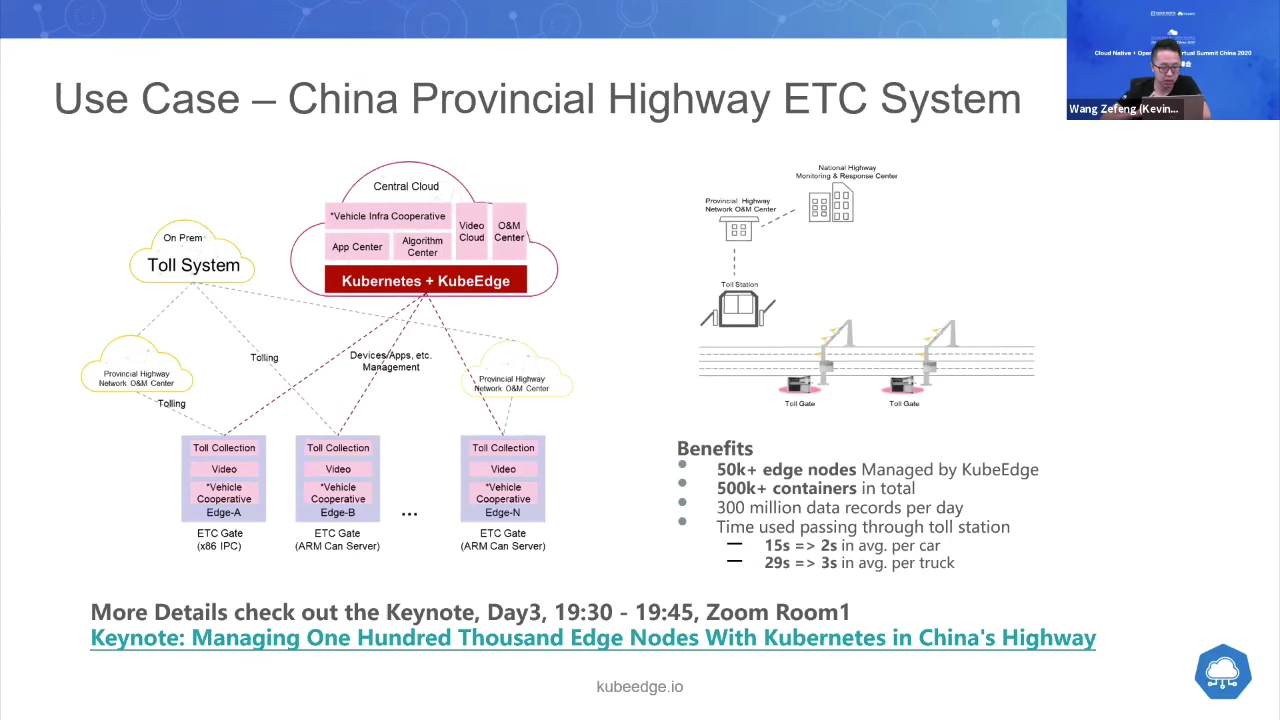 Use Case – China Provincial Highway ETC System
Cloud Native + Open
Virtual Summit China 2020
Wang Zefeng (Kevin...
Central Cloud
*Vehicle Infra Cooperative
Video
Cloud
O&M
Center
App Center
Algorithm
Center
Kubernetes + KubeEdge
On Prem
Toll System
Provincial Highway
Network O&M Center
Tolling
Tolling
Devices/Apps, etc.
Management
Provincial Highway
Network O&M Center
Toll Collection
Video
*Vehicle
Cooperative
Edge-A
ETC Gate
(x86 IPC)
Toll Collection
Video
*Vehicle
Cooperative
Edge-B
ETC Gate
(ARM Can Server)
...
Toll Collection
Video
*Vehicle
Cooperative
Edge-N
ETC Gate
(ARM Can Server)
National Highway
Monitoring & Response Center
Provincial Highway
Network O&M Center
Toll Station
Toll Gate
Toll Gate
Benefits
50k+ edge nodes Managed by KubeEdge
500k+ containers in total
300 million data records per day
Time used passing through toll station
15s => 2s in avg. per car
29s => 3s in avg. per truck
More Details check out the Keynote, Day3, 19:30 - 19:45, Zoom Room1
Keynote: Managing One Hundred Thousand Edge Nodes With Kubernetes in China's Highway
kubeedge.io